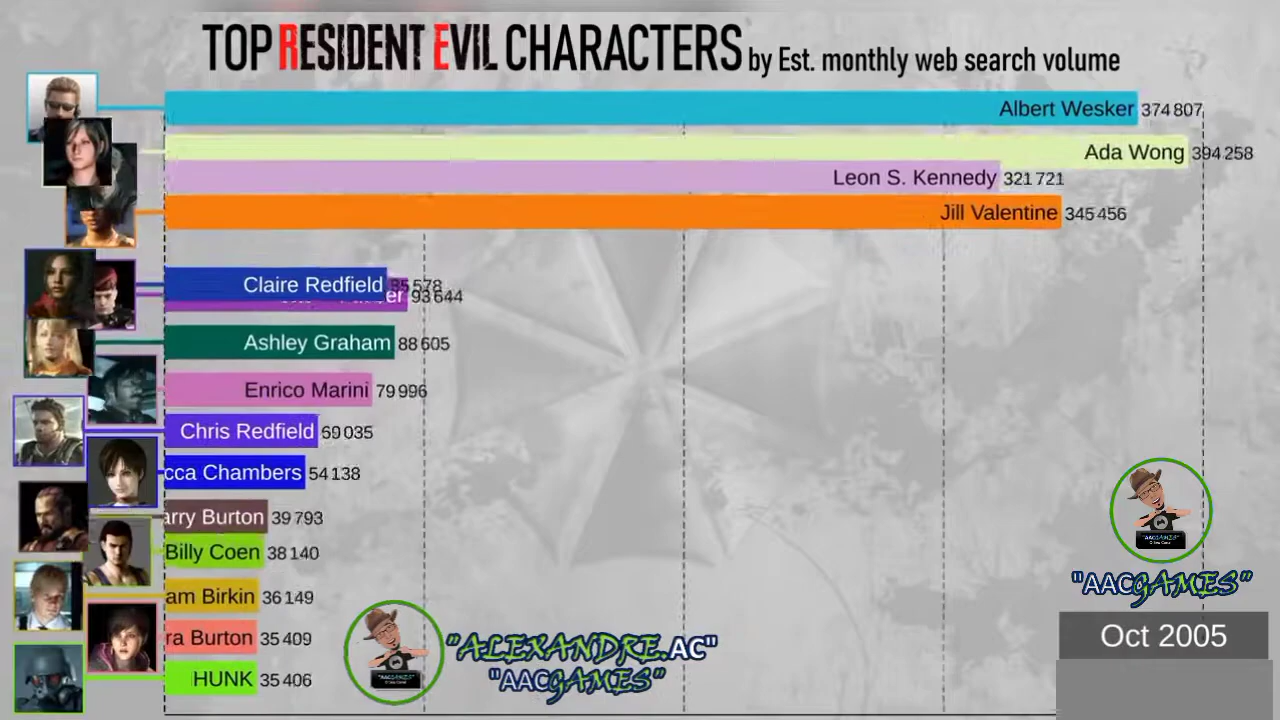 TOP RESIDENT EVIL CHARACTERS by Est. monthly web search volume
Albert Wesker 374 807
Ada Wong 394 258
Leon S. Kennedy 321 721
Jill Valentine 345 456
Claire Redfield
93 644
Ashley Graham 88 605
Enrico Marini 79 996
Chris Redfield 59 035
cca Chambers 54 138
arry Burton 39 793
Billy Coen 38 140
am Birkin 36 149
ra Burton 35 409
HUNK 35 406
"ALEXANDRE.AC"
"AACGAMES"
"AACGAMES"
Oct 2005